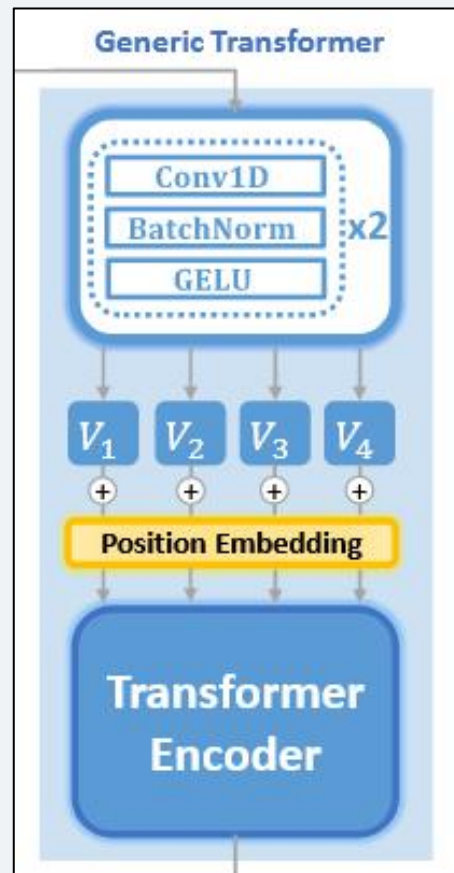 Generic Transformer
Conv1D
BatchNorm
x2
GELU
V1 V2 V3 V4
+ + + +
Position Embedding
Transformer
Encoder